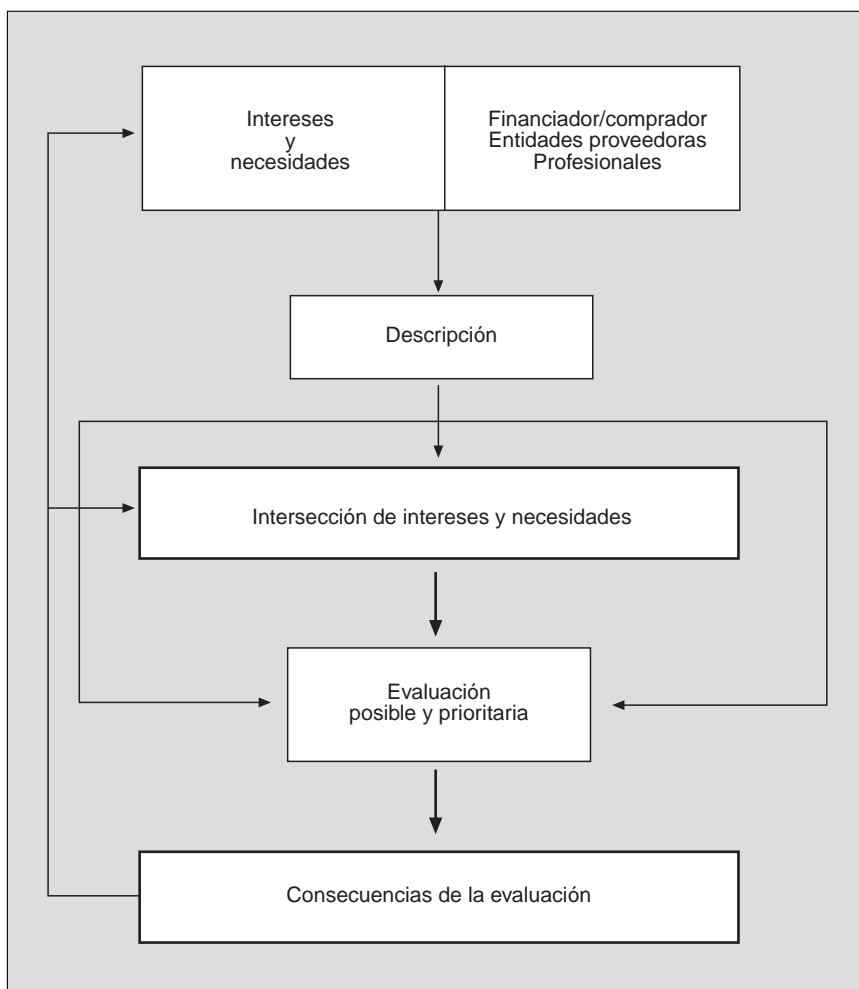 Intereses
y
necesidades
Financiador/comprador
Entidades proveedoras
Profesionales
Descripción
Intersección de intereses y necesidades
Evaluación
posible y prioritaria
Consecuencias de la evaluación